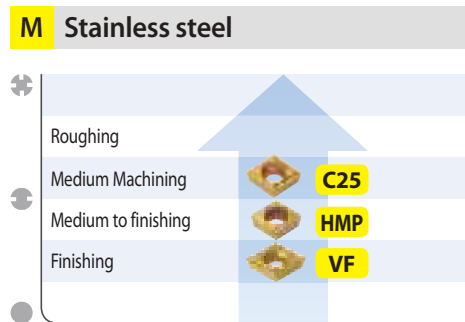 M Stainless steel
Roughing
Medium Machining C25
Medium to finishing HMP
Finishing VF